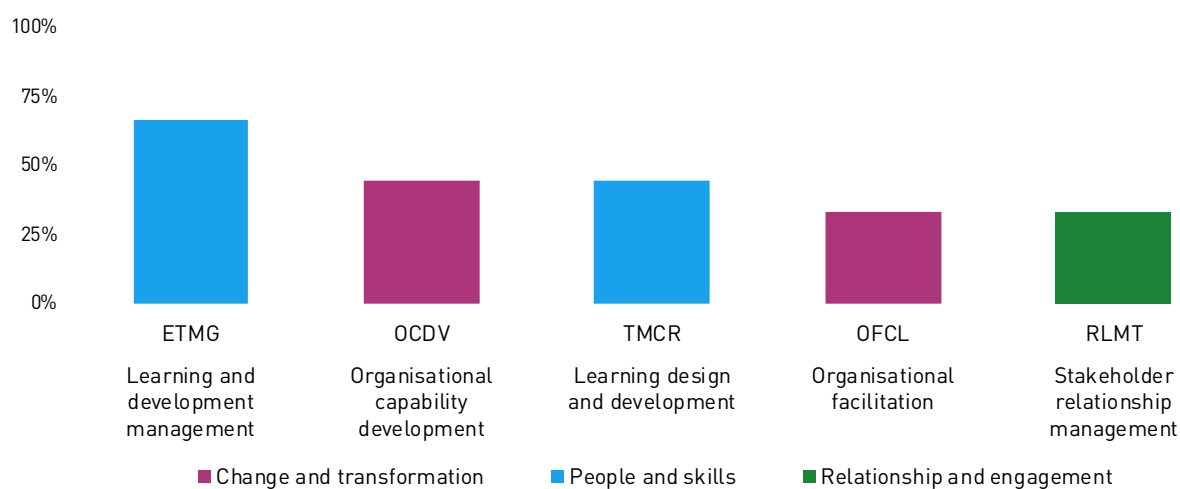 100%
75%
50%
25%
0%
ETMG
OCDV
TMCR
OFCL
RLMT
Learning and
development
management
Organisational
capability
development
Learning design
and development
Organisational
facilitation
Stakeholder
relationship
management
Change and transformation
People and skills
Relationship and engagement